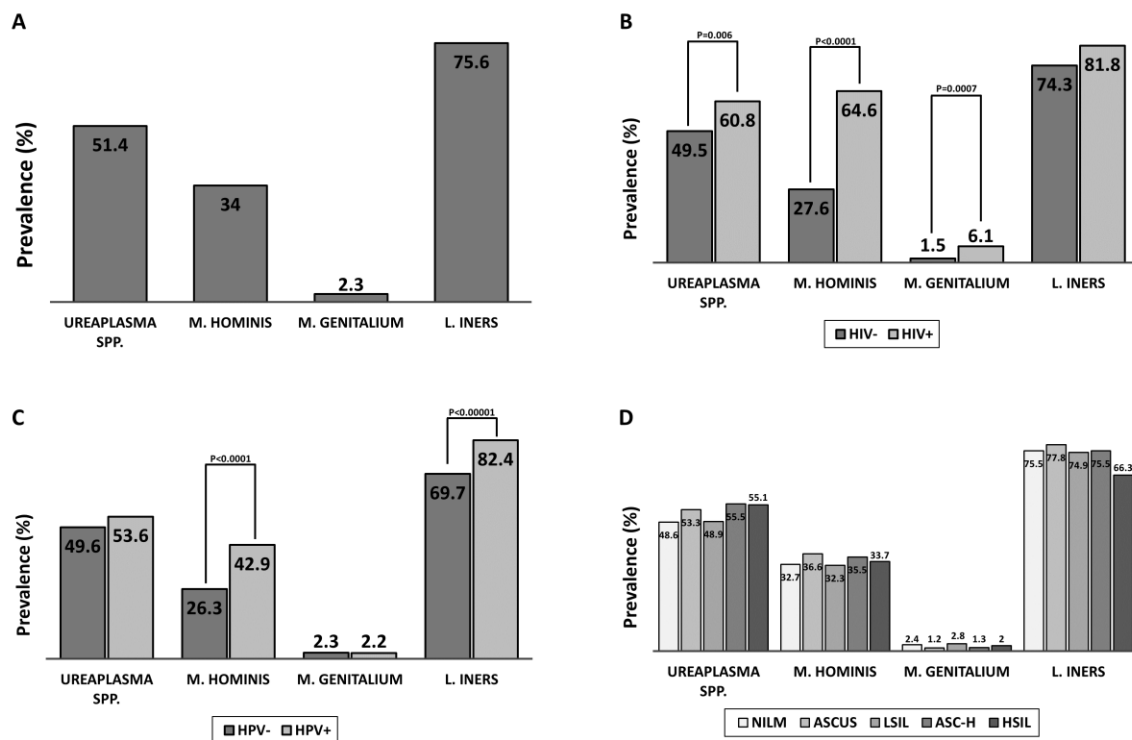 A
Prevalence (%)
51.4
34
2.3
75.6
UREAPLASMA
SPP.
M. HOMINIS
M. GENITALIUM
L. INERS
B
Prevalence (%)
P=0.006
P<0.0001
P=0.0007
49.5
60.8
27.6
64.6
1.5
6.1
74.3
81.8
UREAPLASMA
SPP.
M. HOMINIS
M. GENITALIUM
L. INERS
HIV- HIV+
C
Prevalence (%)
P<0.0001
P<0.00001
49.6
53.6
26.3
42.9
2.3
2.2
69.7
82.4
UREAPLASMA
SPP.
M. HOMINIS
M. GENITALIUM
L. INERS
HPV- HPV+
D
Prevalence (%)
48.6
53.3
48.9
55.5
55.1
32.7
36.6
32.3
35.5
33.7
2.4
1.2
2.8
1.3
2
75.5
77.8
74.9
75.5
66.3
UREAPLASMA
SPP.
M. HOMINIS
M. GENITALIUM
L. INERS
NILM ASCUS LSIL ASC-H HSIL